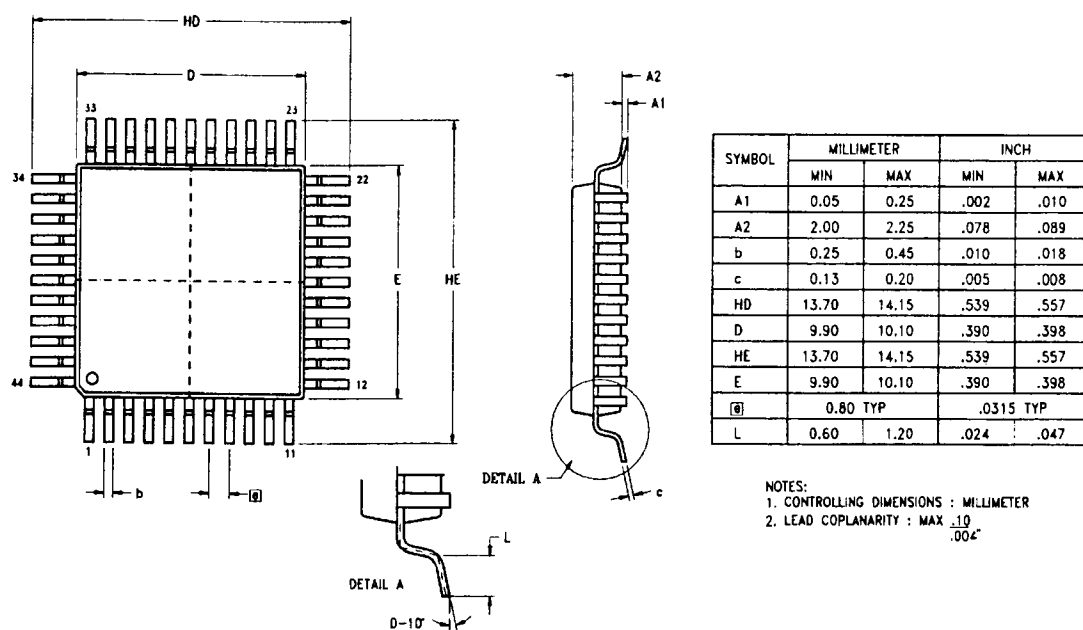 HD
D
33
23
34
22
E
HE
44
12
1
11
b
e
A2
A1
DETAIL A
c
L
DETAIL A
D-10°
SYMBOL MILLIMETER INCH
MIN MAX MIN MAX
A1 0.05 0.25 .002 .010
A2 2.00 2.25 .078 .089
b 0.25 0.45 .010 .018
c 0.13 0.20 .005 .008
HD 13.70 14.15 .539 .557
D 9.90 10.10 .390 .398
HE 13.70 14.15 .539 .557
E 9.90 10.10 .390 .398
e 0.80 TYP .0315 TYP
L 0.60 1.20 .024 .047
NOTES:
1. CONTROLLING DIMENSIONS : MILLIMETER
2. LEAD COPLANARITY : MAX .10
.004"